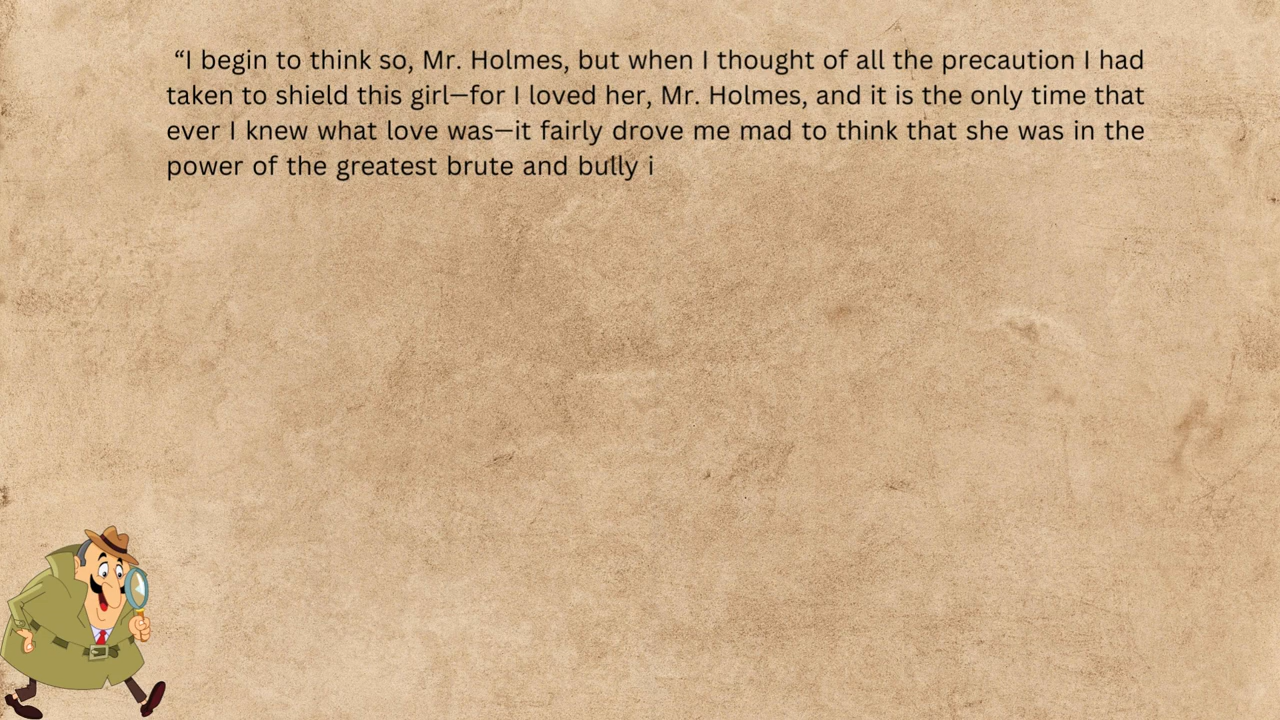 “I begin to think so, Mr. Holmes, but when I thought of all the precaution I had
taken to shield this girl—for I loved her, Mr. Holmes, and it is the only time that
ever I knew what love was—it fairly drove me mad to think that she was in the
power of the greatest brute and bully i